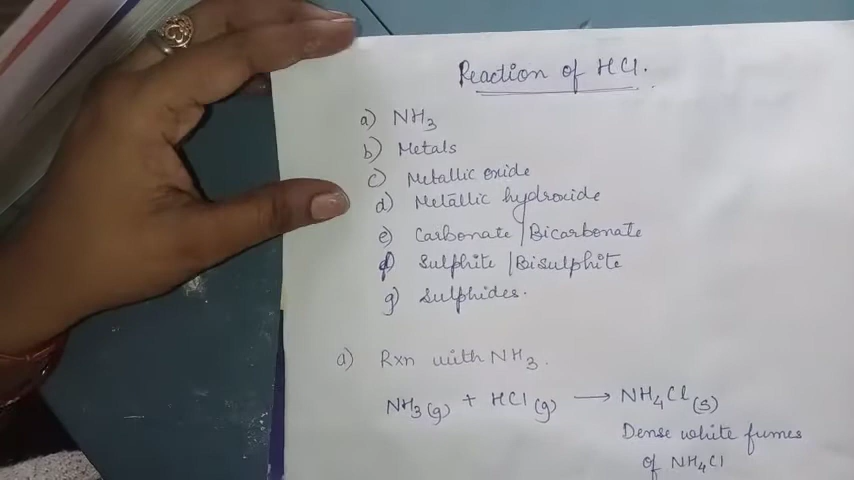 Reaction of HCl.
a) NH3
b) Metals
c) Metallic oxide
d) Metallic hydroxide
e) Carbonate/Bicarbonate
f) Sulphite/Bisulphite
g) Sulphides.
a) Rxn with NH3.
NH3(g) + HCl(g) → NH4Cl(s)
Dense white fumes
of NH4Cl